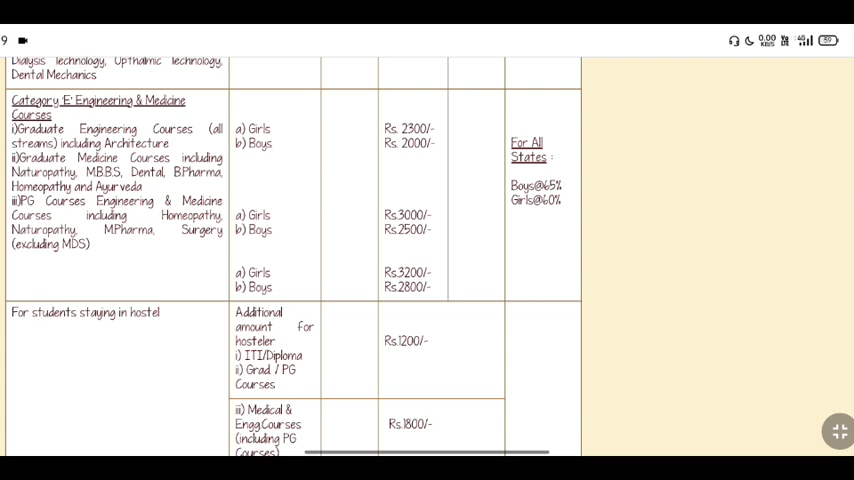 9
0.00 KB/S Vo LTE 4G 59
Dialysis Technology, Opthalmic Technology,
Dental Mechanics
Category 'E' Engineering & Medicine
Courses
i)Graduate Engineering Courses (all
streams) including Architecture
ii)Graduate Medicine Courses including
Naturopathy, M.B.B.S, Dental, B.Pharma,
Homeopathy and Ayurveda
iii)PG Courses Engineering & Medicine
Courses including Homeopathy,
Naturopathy, M.Pharma, Surgery
(excluding MDS)
a) Girls
b) Boys
a) Girls
b) Boys
a) Girls
b) Boys
Rs. 2300/-
Rs. 2000/-
Rs.3000/-
Rs.2500/-
Rs.3200/-
Rs.2800/-
For All
States :
Boys@65%
Girls@60%
For students staying in hostel
Additional
amount for
hosteler
i) ITI/Diploma
ii) Grad. / PG
Courses
Rs.1200/-
iii) Medical &
Engg.Courses
(including PG
Courses)
Rs.1800/-